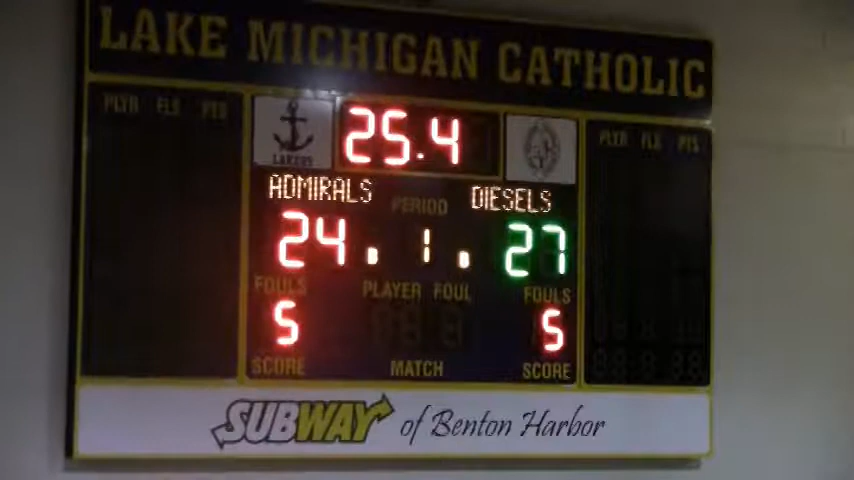 LAKE MICHIGAN CATHOLIC
PLYR FLS PTS
LAKERS
25.4
PLYR FLS PTS
ADMIRALS PERIOD DIESELS
24 1 27
FOULS PLAYER FOUL FOULS
5 5
SCORE MATCH SCORE
SUBWAY of Benton Harbor